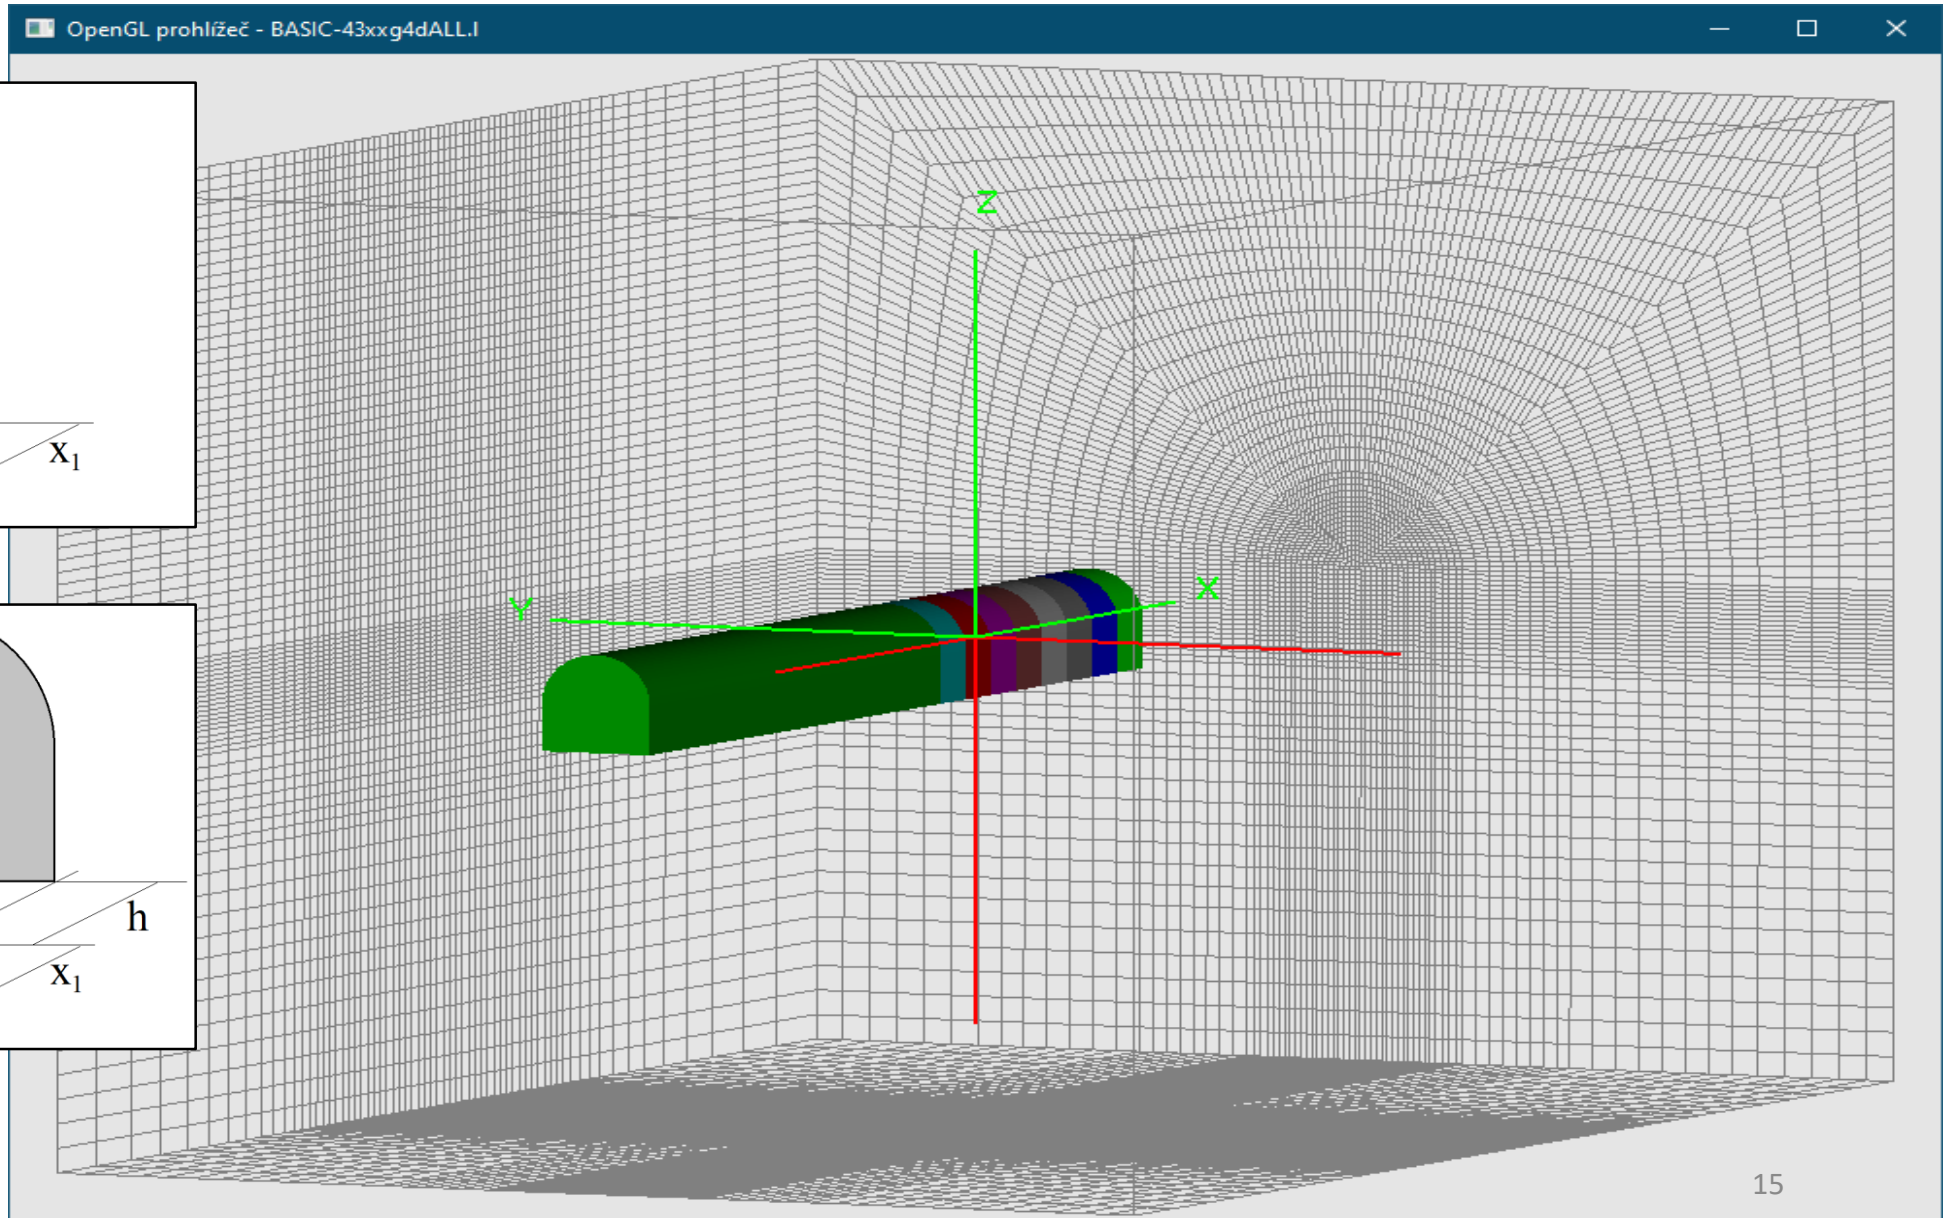 OpenGL prohlížeč - BASIC-43xxg4dALL.I
Z
x₁
X
Y
h
x₁
15